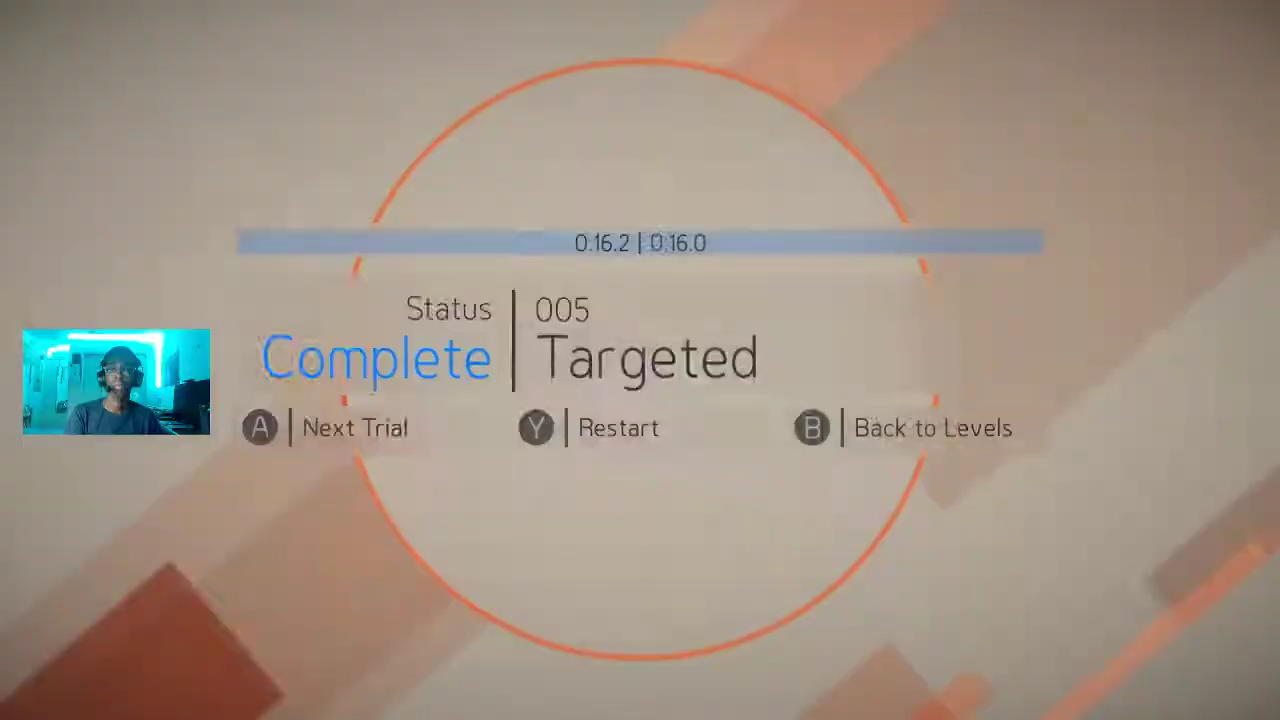 0.16.2 | 0:16.0
Status | 005
Complete | Targeted
A | Next Trial Y | Restart B | Back to Levels